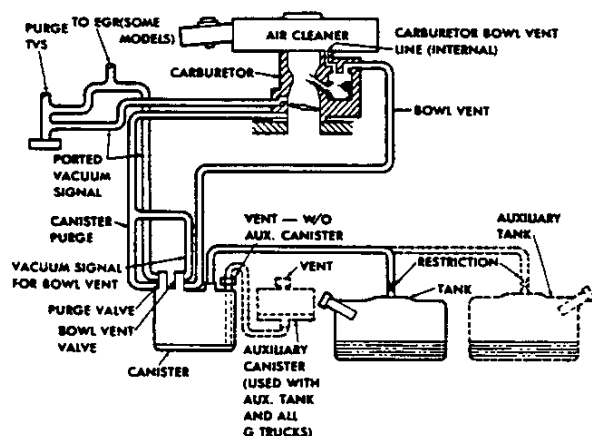 PURGE
TVS
TO EGR(SOME
MODELS)
AIR CLEANER
CARBURETOR BOWL VENT
LINE (INTERNAL)
CARBURETOR
BOWL VENT
PORTED
VACUUM
SIGNAL
CANISTER
PURGE
VENT — W/O
AUX. CANISTER
AUXILIARY
TANK
VACUUM SIGNAL
FOR BOWL VENT
VENT
RESTRICTION
PURGE VALVE
TANK
BOWL VENT
VALVE
CANISTER
AUXILIARY
CANISTER
(USED WITH
AUX. TANK
AND ALL
G TRUCKS)